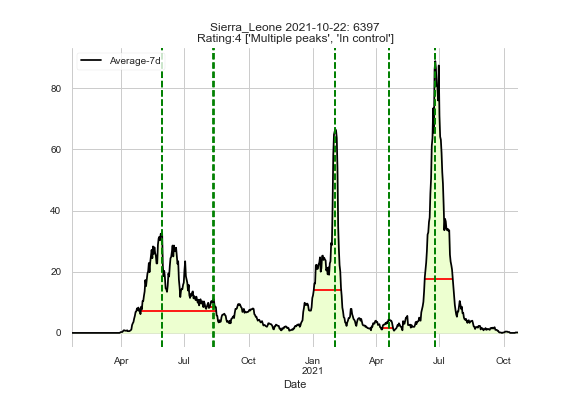 Sierra_Leone 2021-10-22: 6397
Rating:4 ['Multiple peaks', 'In control']
Average-7d
80
60
40
20
0
Apr Jul Oct Jan Apr Jul Oct
2021
Date